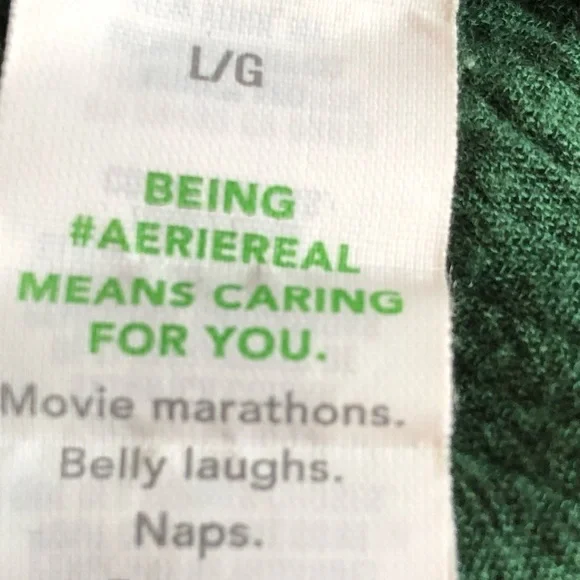 L/G
BEING
#AERIEREAL
MEANS CARING
FOR YOU.
Movie marathons.
Belly laughs.
Naps.